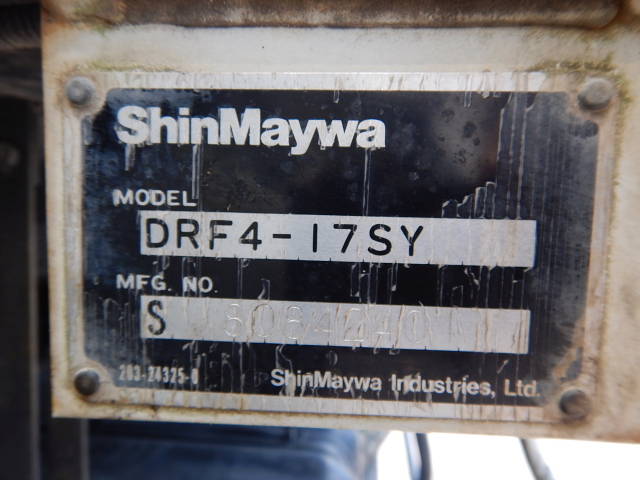 ShinMaywa
MODEL
DRF4-17SY
MFG. NO.
S
ShinMaywa Industries, Ltd.